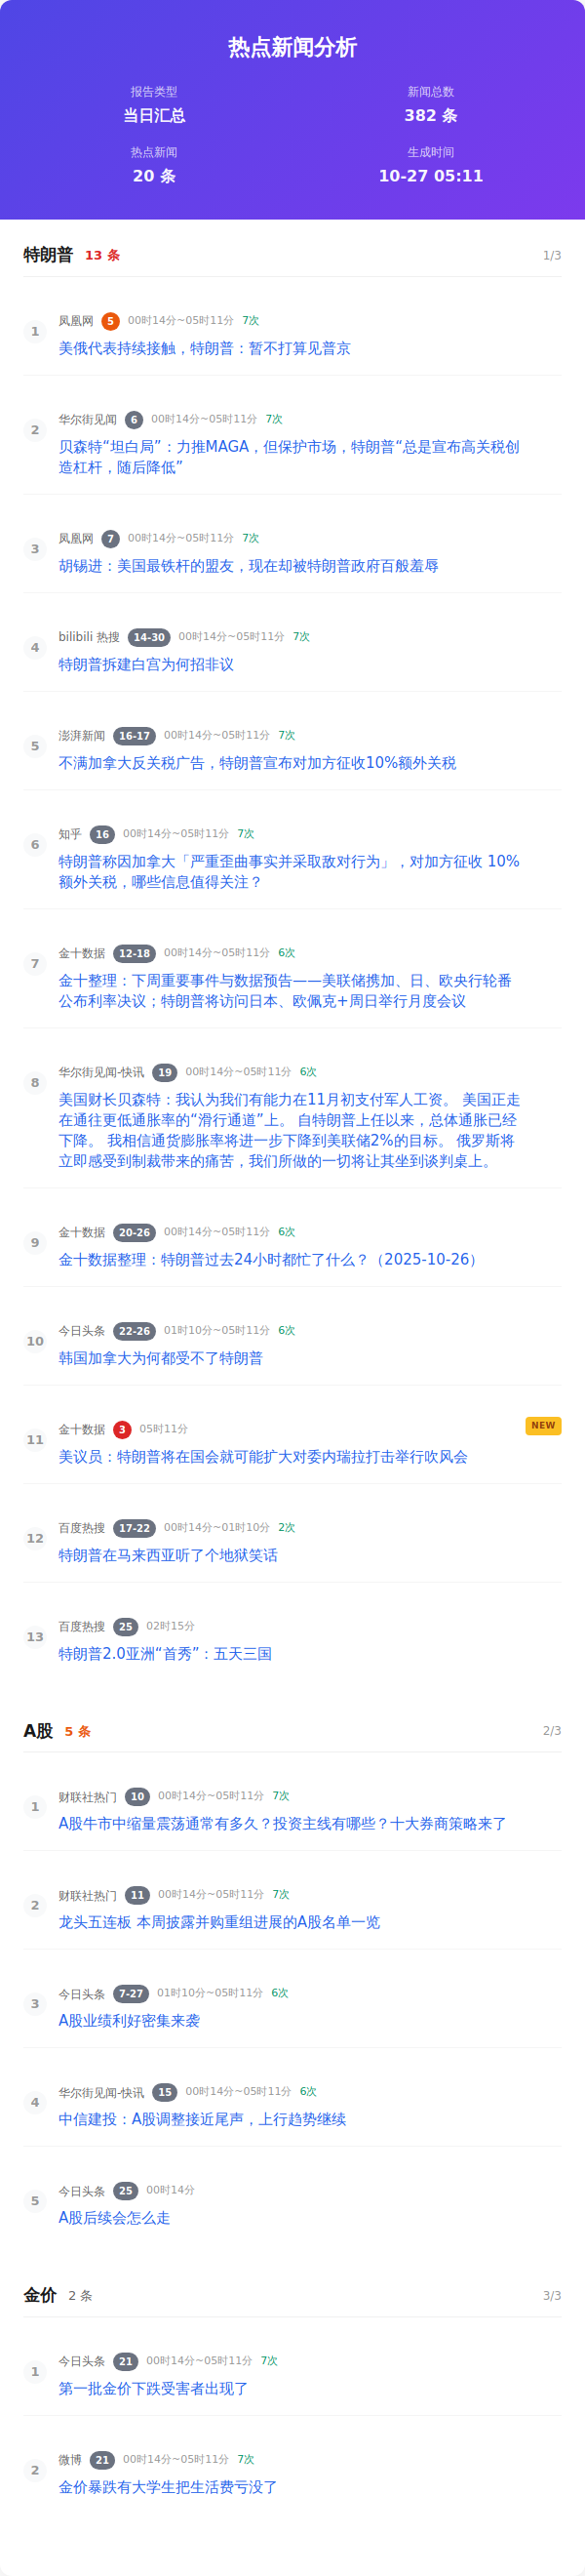 热点新闻分析
报告类型
当日汇总
新闻总数
382 条
热点新闻
20 条
生成时间
10-27 05:11
特朗普 13 条 1/3
1 凤凰网 5 00时14分~05时11分 7次
美俄代表持续接触，特朗普：暂不打算见普京
2 华尔街见闻 6 00时14分~05时11分 7次
贝森特“坦白局”：力推MAGA，但保护市场，特朗普“总是宣布高关税创
造杠杆，随后降低”
3 凤凰网 7 00时14分~05时11分 7次
胡锡进：美国最铁杆的盟友，现在却被特朗普政府百般羞辱
4 bilibili 热搜 14-30 00时14分~05时11分 7次
特朗普拆建白宫为何招非议
5 澎湃新闻 16-17 00时14分~05时11分 7次
不满加拿大反关税广告，特朗普宣布对加方征收10%额外关税
6 知乎 16 00时14分~05时11分 7次
特朗普称因加拿大「严重歪曲事实并采取敌对行为」，对加方征收 10%
额外关税，哪些信息值得关注？
7 金十数据 12-18 00时14分~05时11分 6次
金十整理：下周重要事件与数据预告——美联储携加、日、欧央行轮番
公布利率决议；特朗普将访问日本、欧佩克+周日举行月度会议
8 华尔街见闻-快讯 19 00时14分~05时11分 6次
美国财长贝森特：我认为我们有能力在11月初支付军人工资。 美国正走
在通往更低通胀率的“滑行通道”上。 自特朗普上任以来，总体通胀已经
下降。 我相信通货膨胀率将进一步下降到美联储2%的目标。 俄罗斯将
立即感受到制裁带来的痛苦，我们所做的一切将让其坐到谈判桌上。
9 金十数据 20-26 00时14分~05时11分 6次
金十数据整理：特朗普过去24小时都忙了什么？（2025-10-26）
10 今日头条 22-26 01时10分~05时11分 6次
韩国加拿大为何都受不了特朗普
11 金十数据 3 05时11分 NEW
美议员：特朗普将在国会就可能扩大对委内瑞拉打击举行吹风会
12 百度热搜 17-22 00时14分~01时10分 2次
特朗普在马来西亚听了个地狱笑话
13 百度热搜 25 02时15分
特朗普2.0亚洲“首秀”：五天三国
A股 5 条 2/3
1 财联社热门 10 00时14分~05时11分 7次
A股牛市中缩量震荡通常有多久？投资主线有哪些？十大券商策略来了
2 财联社热门 11 00时14分~05时11分 7次
龙头五连板 本周披露并购重组进展的A股名单一览
3 今日头条 7-27 01时10分~05时11分 6次
A股业绩利好密集来袭
4 华尔街见闻-快讯 15 00时14分~05时11分 6次
中信建投：A股调整接近尾声，上行趋势继续
5 今日头条 25 00时14分
A股后续会怎么走
金价 2 条 3/3
1 今日头条 21 00时14分~05时11分 7次
第一批金价下跌受害者出现了
2 微博 21 00时14分~05时11分 7次
金价暴跌有大学生把生活费亏没了